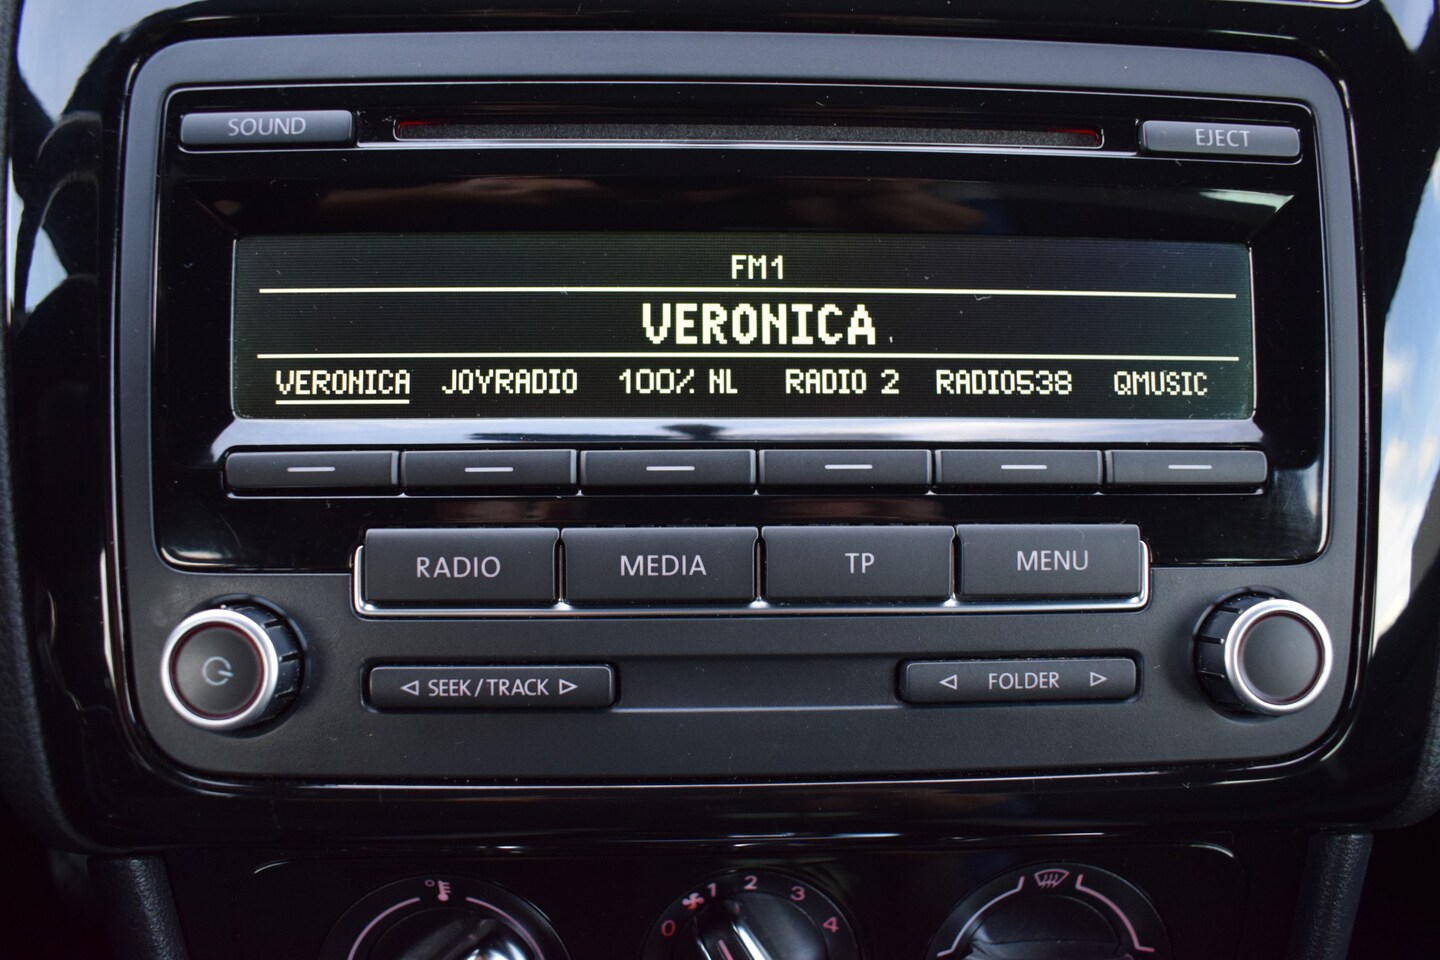 SOUND EJECT
FM1
VERONICA
VERONICA JOYRADIO 100% NL RADIO 2 RADIO538 QMUSIC
RADIO MEDIA TP MENU
SEEK/TRACK FOLDER
0 1 2 3 4